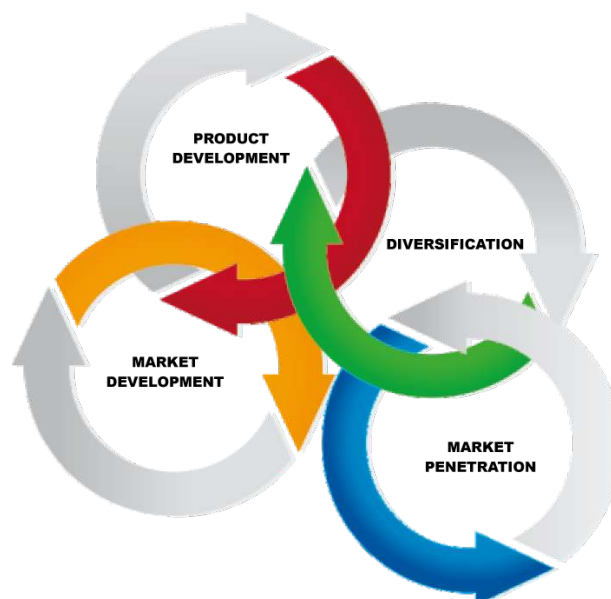 PRODUCT
DEVELOPMENT
DIVERSIFICATION
MARKET
DEVELOPMENT
MARKET
PENETRATION